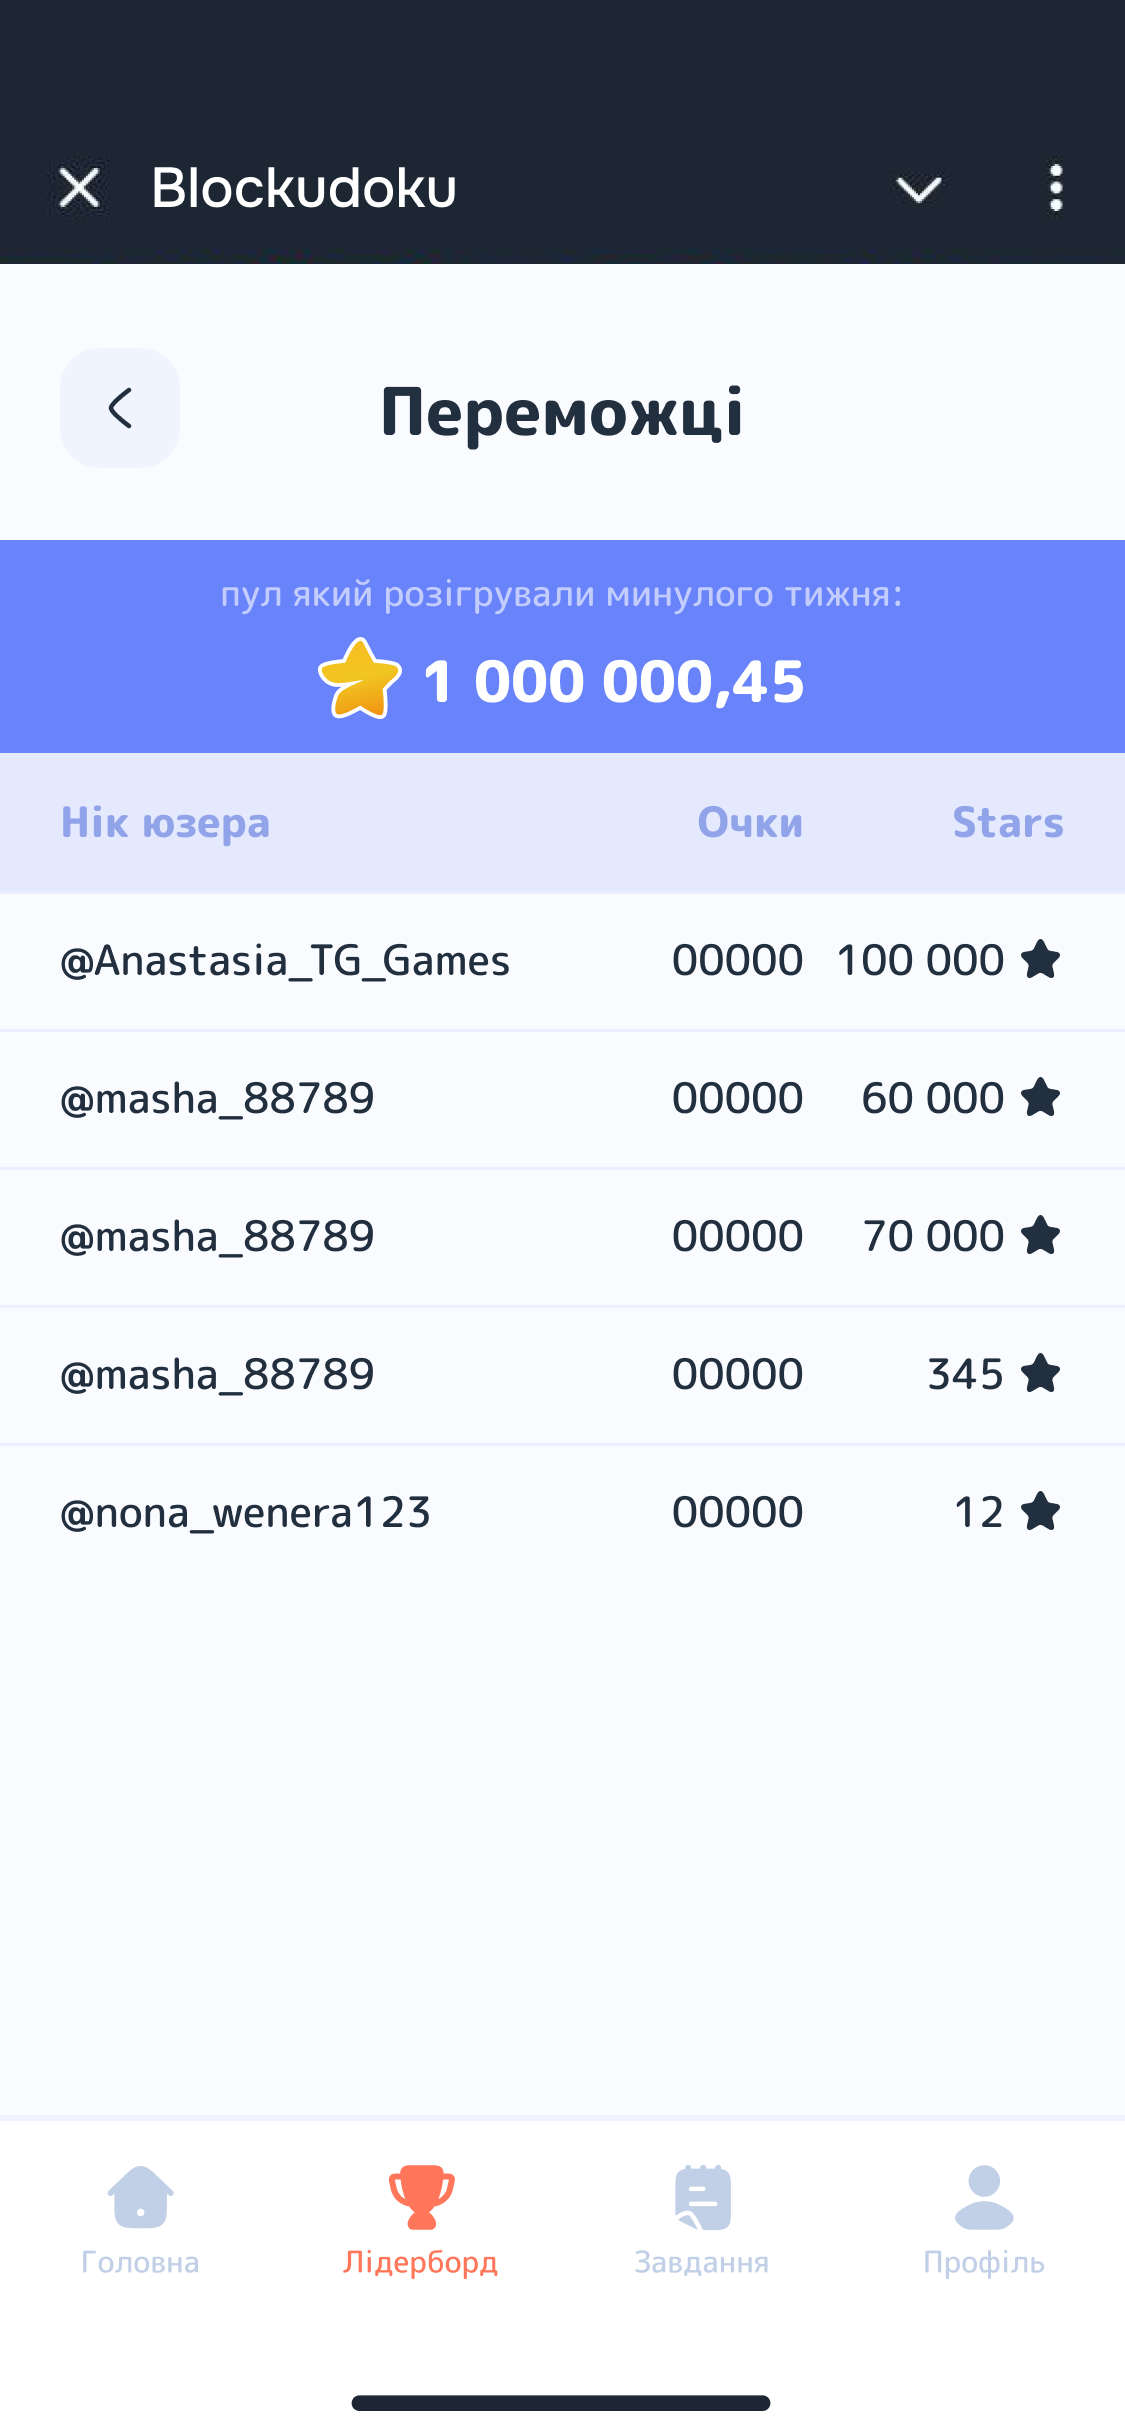 Blockudoku
Переможці
пул який розігрували минулого тижня:
1 000 000,45
Нік юзера Очки Stars
@Anastasia_TG_Games 00000 100 000
@masha_88789 00000 60 000
@masha_88789 00000 70 000
@masha_88789 00000 345
@nona_wenera123 00000 12
Головна Лідерборд Завдання Профіль